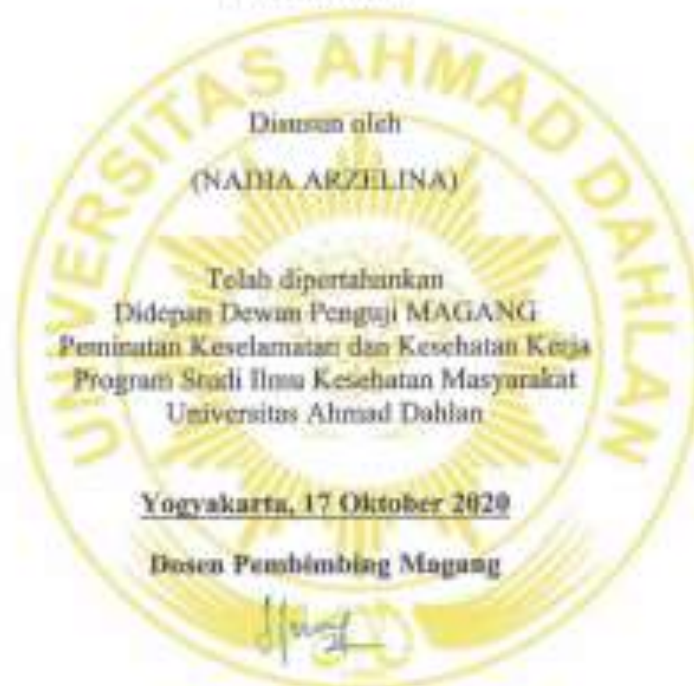 UNIVERSITAS AHMAD DAHLAN
Disusun oleh
(NADIA ARZELINA)
Telah dipertahankan
Didepan Dewan Penguji MAGANG
Peminatan Keselamatan dan Kesehatan Kerja
Program Studi Ilmu Kesehatan Masyarakat
Universitas Ahmad Dahlan
Yogyakarta, 17 Oktober 2020
Dosen Pembimbing Magang